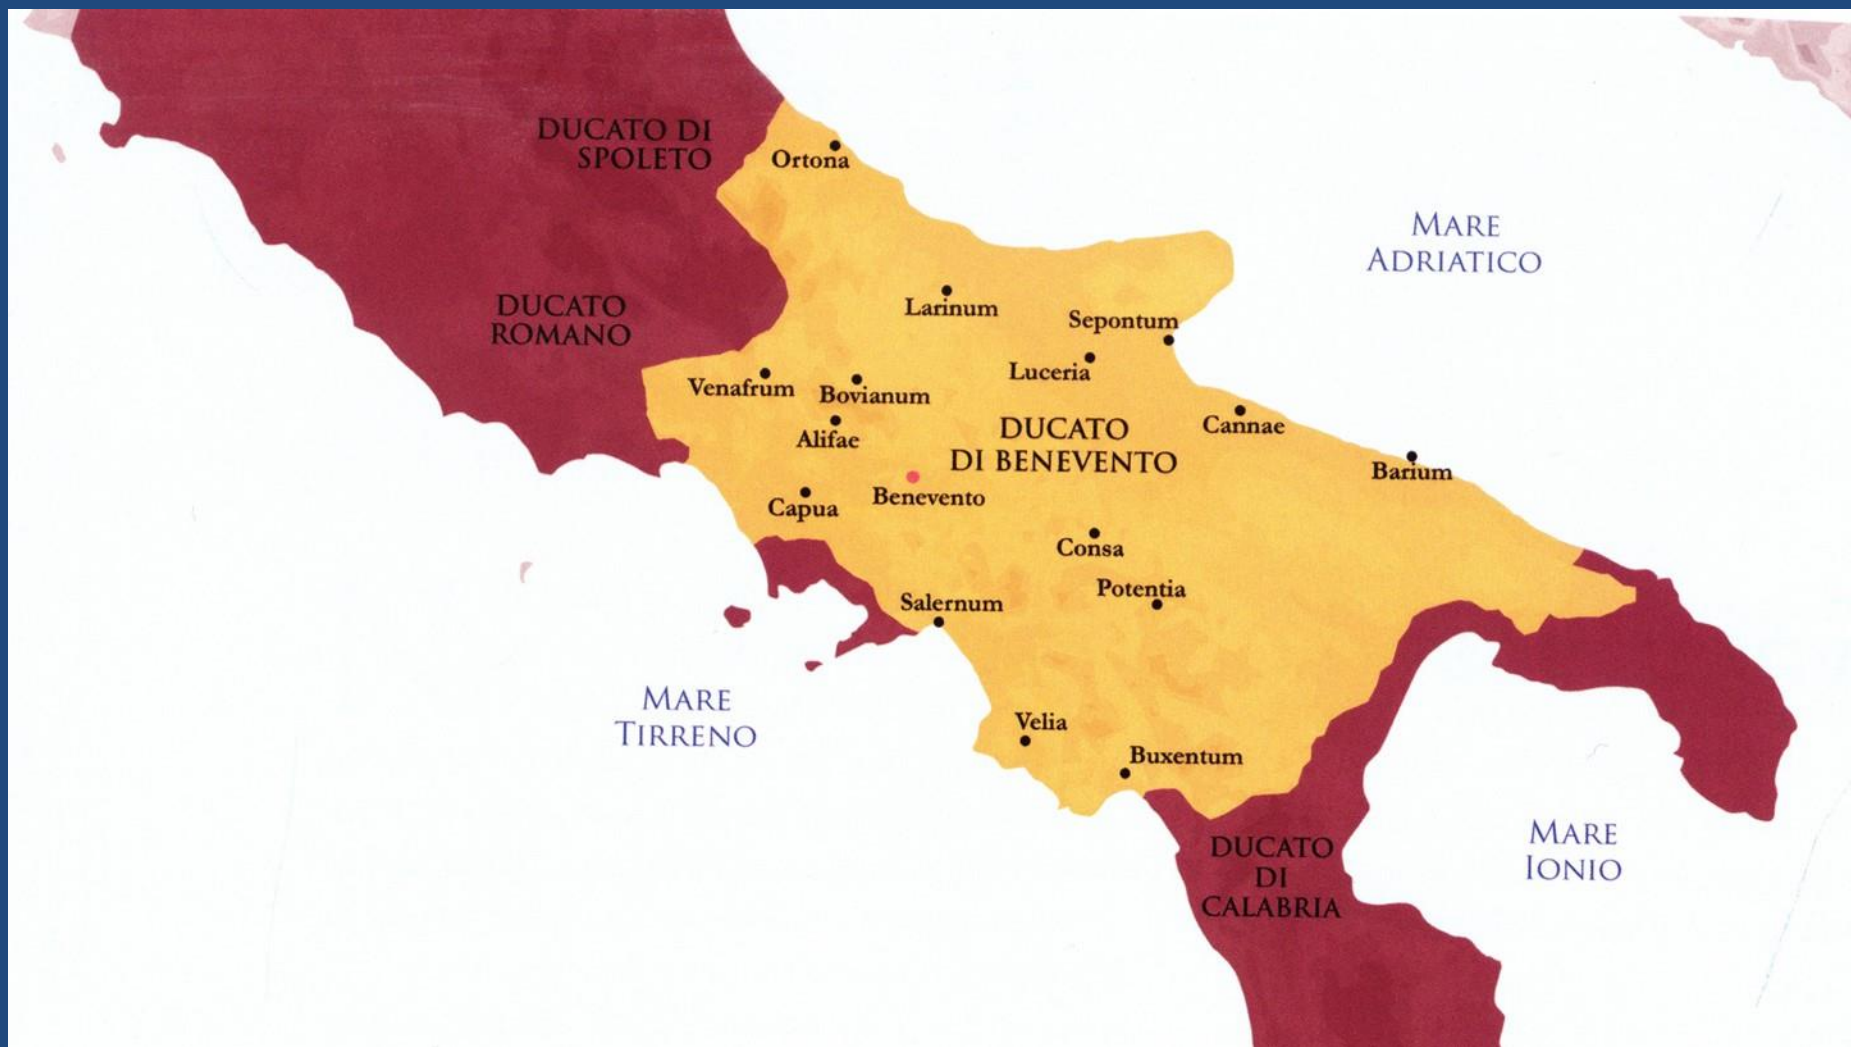 DUCATO DI
SPOLETO
Ortona
MARE
ADRIATICO
DUCATO
ROMANO
Larinum
Sepontum
Luceria
Venafrum
Bovianum
Alifae
DUCATO
DI BENEVENTO
Cannae
Barium
Capua
Benevento
Consa
Potentia
Salernum
MARE
TIRRENO
Velia
Buxentum
MARE
IONIO
DUCATO
DI
CALABRIA